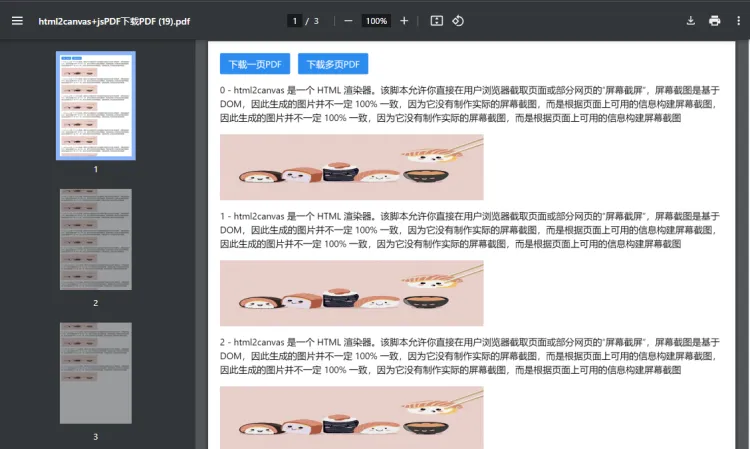 html2canvas+jsPDF下载PDF (19).pdf
1 / 3
100%
下载一页PDF
下载多页PDF
0 - html2canvas 是一个 HTML 渲染器。该脚本允许你直接在用户浏览器截取页面或部分网页的“屏幕截屏”，屏幕截图是基于
DOM，因此生成的图片并不一定 100% 一致，因为它没有制作实际的屏幕截图，而是根据页面上可用的信息构建屏幕截图，
因此生成的图片并不一定 100% 一致，因为它没有制作实际的屏幕截图，而是根据页面上可用的信息构建屏幕截图
1 - html2canvas 是一个 HTML 渲染器。该脚本允许你直接在用户浏览器截取页面或部分网页的“屏幕截屏”，屏幕截图是基于
DOM，因此生成的图片并不一定 100% 一致，因为它没有制作实际的屏幕截图，而是根据页面上可用的信息构建屏幕截图，
因此生成的图片并不一定 100% 一致，因为它没有制作实际的屏幕截图，而是根据页面上可用的信息构建屏幕截图
2 - html2canvas 是一个 HTML 渲染器。该脚本允许你直接在用户浏览器截取页面或部分网页的“屏幕截屏”，屏幕截图是基于
DOM，因此生成的图片并不一定 100% 一致，因为它没有制作实际的屏幕截图，而是根据页面上可用的信息构建屏幕截图，
因此生成的图片并不一定 100% 一致，因为它没有制作实际的屏幕截图，而是根据页面上可用的信息构建屏幕截图
1
2
3